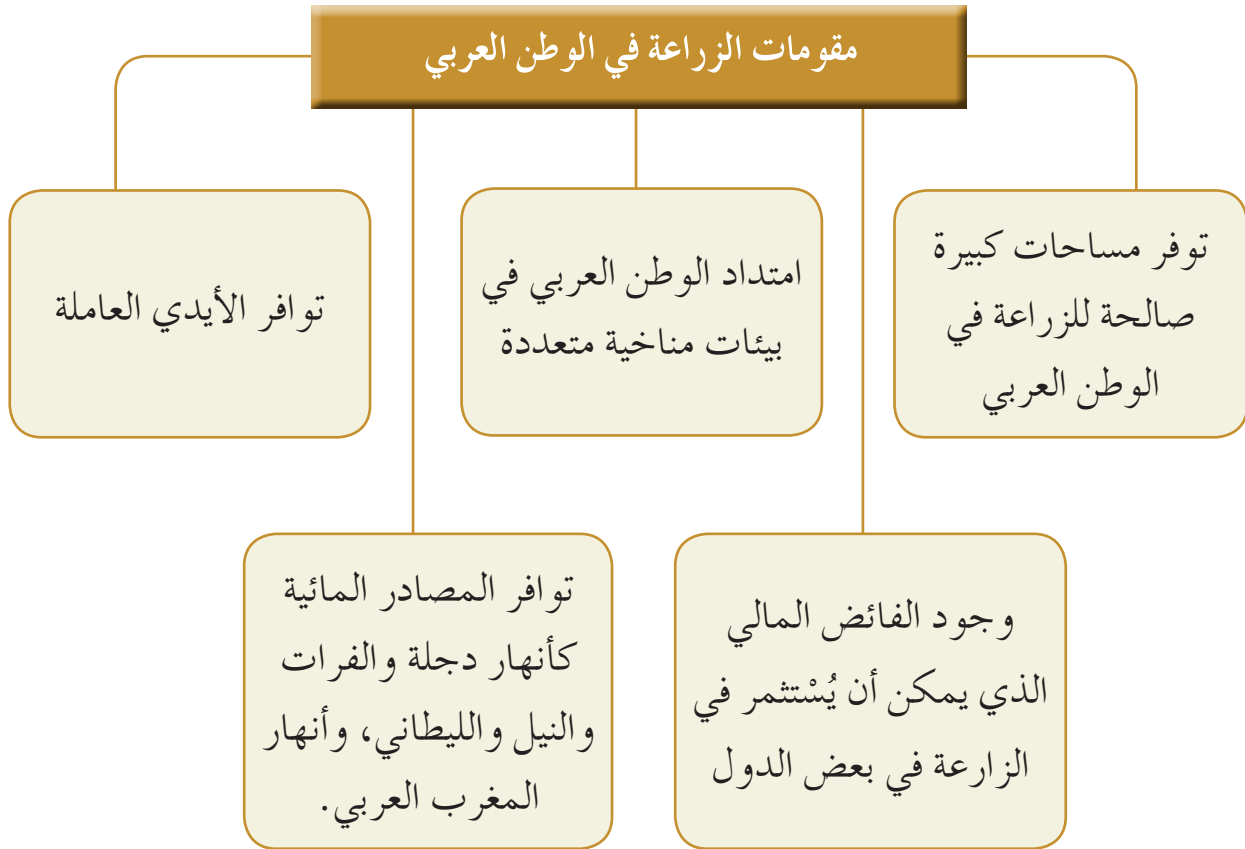 مقومات الزراعة في الوطن العربي
توفر مساحات كبيرة
صالحة للزراعة في
الوطن العربي
امتداد الوطن العربي في
بيئات مناخية متعددة
توافر الأيدي العاملة
وجود الفائض المالي
الذي يمكن أن يُسْتثمر في
الزارعة في بعض الدول
توافر المصادر المائية
كأنهار دجلة والفرات
والنيل والليطاني، وأنهار
المغرب العربي.